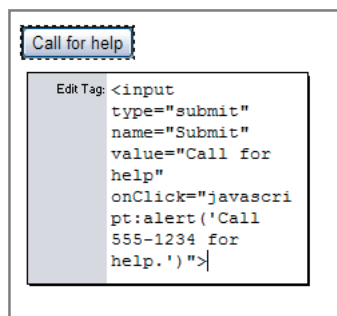 Call for help
Edit Tag: <input
type="submit"
name="Submit"
value="Call for
help"
onClick="javascri
pt:alert('Call
555-1234 for
help.')">